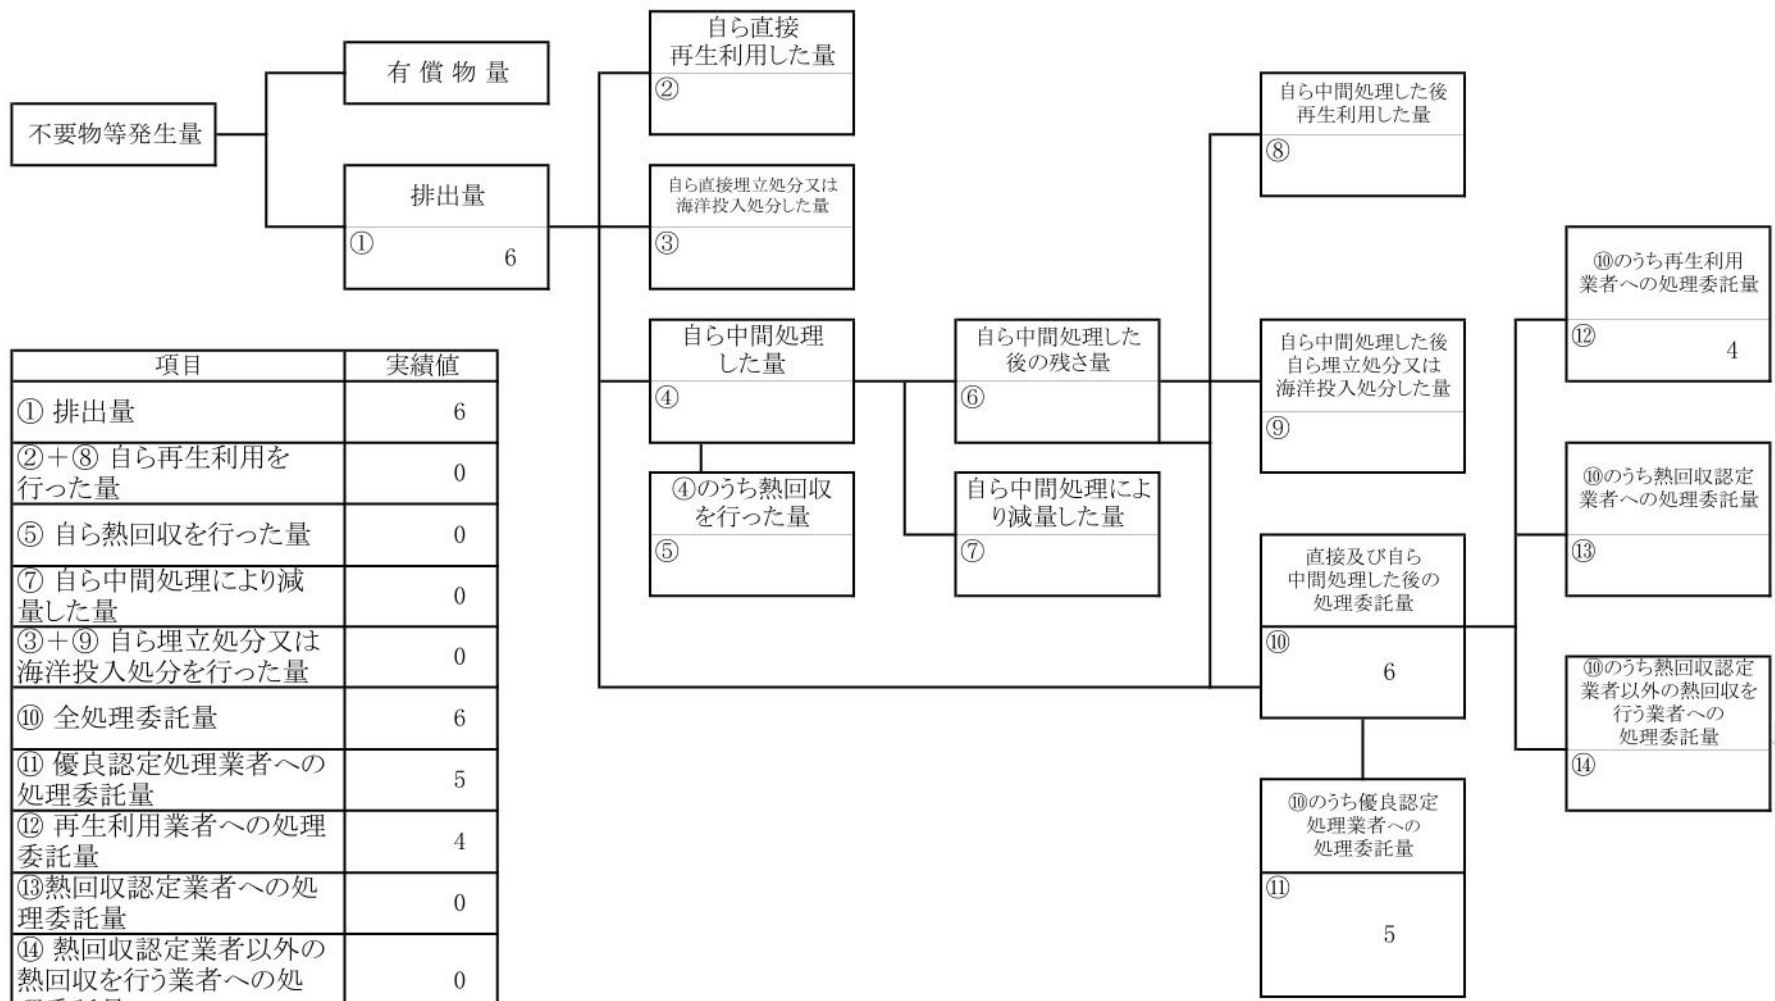 不要物等発生量
有償物量
排出量
①
6
自ら直接
再生利用した量
②
自ら直接埋立処分又は
海洋投入処分した量
③
自ら中間処理
した量
④
④のうち熱回収
を行った量
⑤
自ら中間処理した
後の残さ量
⑥
自ら中間処理によ
り減量した量
⑦
自ら中間処理した後
再生利用した量
⑧
自ら中間処理した後
自ら埋立処分又は
海洋投入処分した量
⑨
直接及び自ら
中間処理した後の
処理委託量
⑩
6
⑩のうち優良認定
処理業者への
処理委託量
⑪
5
⑩のうち再生利用
業者への処理委託量
⑫
4
⑩のうち熱回収認定
業者への処理委託量
⑬
⑩のうち熱回収認定
業者以外の熱回収を
行う業者への
処理委託量
⑭
項目 実績値
① 排出量 6
②+⑧ 自ら再生利用を
行った量 0
⑤ 自ら熱回収を行った量 0
⑦ 自ら中間処理により減
量した量 0
③+⑨ 自ら埋立処分又は
海洋投入処分を行った量 0
⑩ 全処理委託量 6
⑪ 優良認定処理業者への
処理委託量 5
⑫ 再生利用業者への処理
委託量 4
⑬熱回収認定業者への処
理委託量 0
⑭ 熱回収認定業者以外の
熱回収を行う業者への処 0